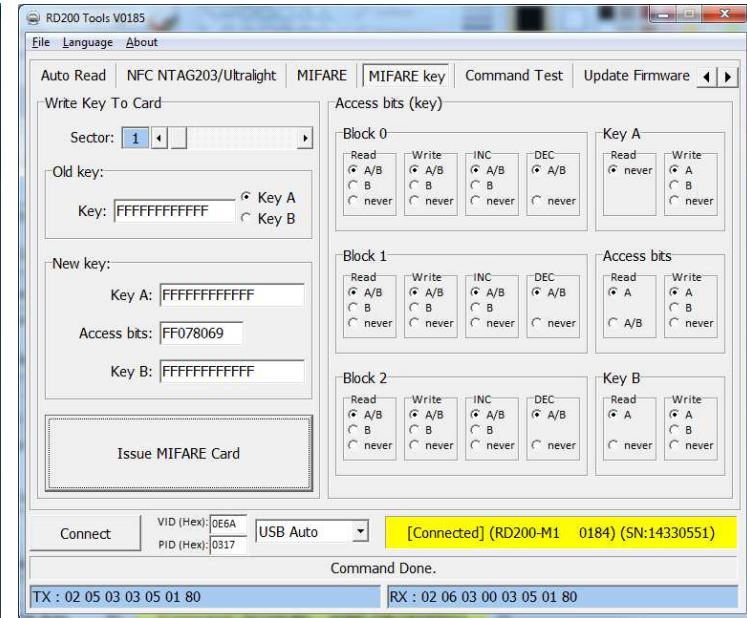 RD200 Tools V0185
File Language About
Auto Read NFC NTAG203/Ultralight MIFARE MIFARE key Command Test Update Firmware
Write Key To Card
Sector: 1
Old key:
Key: FFFFFFFFFFFF
Key A
Key B
New key:
Key A: FFFFFFFFFFFF
Access bits: FF078069
Key B: FFFFFFFFFFFF
Issue MIFARE Card
Access bits (key)
Block 0
Read Write INC DEC
A/B A/B A/B A/B
B B B
never never never never
Key A
Read Write
never A
B
never
Block 1
Read Write INC DEC
A/B A/B A/B A/B
B B B
never never never never
Access bits
Read Write
A A
B
A/B never
Block 2
Read Write INC DEC
A/B A/B A/B A/B
B B B
never never never never
Key B
Read Write
A A
B
never never
Connect
VID (Hex): 0E6A
PID (Hex): 0317
USB Auto
[Connected] (RD200-M1 0184) (SN:14330551)
Command Done.
TX : 02 05 03 03 05 01 80
RX : 02 06 03 00 03 05 01 80